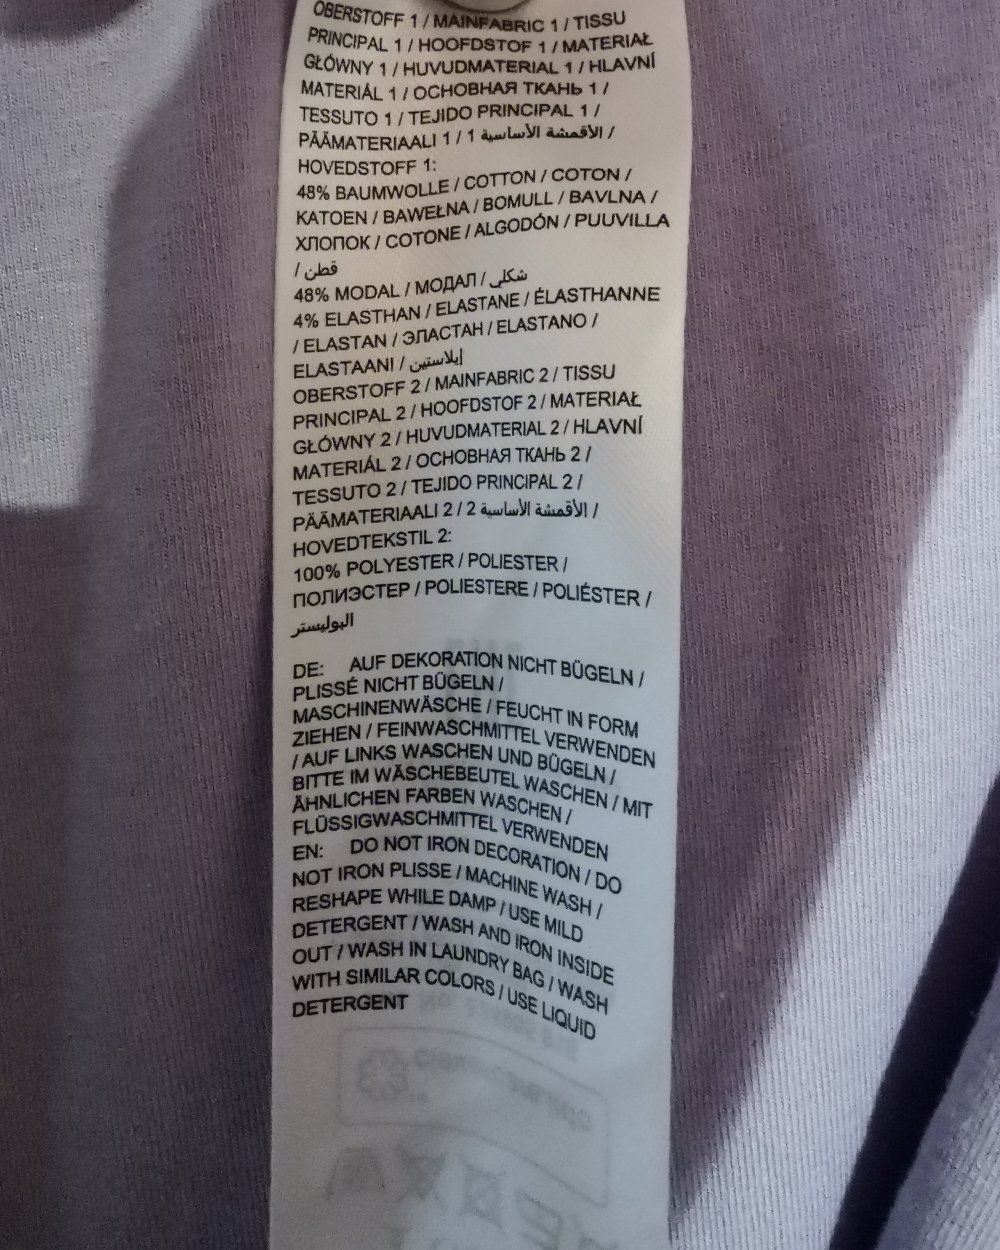 OBERSTOFF 1 / MAINFABRIC 1 / TISSU
PRINCIPAL 1 / HOOFDSTOF 1 / MATERIAŁ
GŁÓWNY 1 / HUVUDMATERIAL 1 / HLAVNÍ
MATERIÁL 1 / ОСНОВНАЯ ТКАНЬ 1 /
TESSUTO 1 / TEJIDO PRINCIPAL 1 /
PÄÄMATERIAALI 1 / 1 الأقمشة الأساسية /
HOVEDSTOFF 1:
48% BAUMWOLLE / COTTON / COTON /
KATOEN / BAWEŁNA / BOMULL / BAVLNA /
ХЛОПОК / COTONE / ALGODÓN / PUUVILLA
/ قطن
48% MODAL / МОДАЛ / شكلي
4% ELASTHAN / ELASTANE / ÉLASTHANNE
/ ELASTAN / ЭЛАСТАН / ELASTANO /
ELASTAANI / إيلاستين
OBERSTOFF 2 / MAINFABRIC 2 / TISSU
PRINCIPAL 2 / HOOFDSTOF 2 / MATERIAŁ
GŁÓWNY 2 / HUVUDMATERIAL 2 / HLAVNÍ
MATERIÁL 2 / ОСНОВНАЯ ТКАНЬ 2 /
TESSUTO 2 / TEJIDO PRINCIPAL 2 /
PÄÄMATERIAALI 2 / 2 الأقمشة الأساسية /
HOVEDTEKSTIL 2:
100% POLYESTER / POLIESTER /
ПОЛИЭСТЕР / POLIESTERE / POLIÉSTER /
البوليستر
DE: AUF DEKORATION NICHT BÜGELN /
PLISSÉ NICHT BÜGELN /
MASCHINENWÄSCHE / FEUCHT IN FORM
ZIEHEN / FEINWASCHMITTEL VERWENDEN
/ AUF LINKS WASCHEN UND BÜGELN /
BITTE IM WÄSCHEBEUTEL WASCHEN / MIT
ÄHNLICHEN FARBEN WASCHEN /
FLÜSSIGWASCHMITTEL VERWENDEN
EN: DO NOT IRON DECORATION / DO
NOT IRON PLISSE / MACHINE WASH /
RESHAPE WHILE DAMP / USE MILD
DETERGENT / WASH AND IRON INSIDE
OUT / WASH IN LAUNDRY BAG / WASH
WITH SIMILAR COLORS / USE LIQUID
DETERGENT